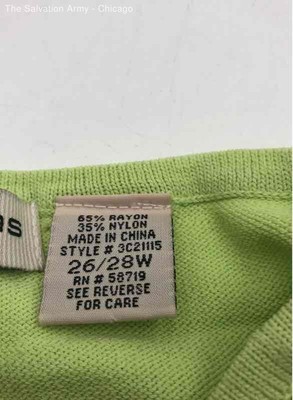 The Salvation Army - Chicago
65% RAYON
35% NYLON
MADE IN CHINA
STYLE # 3C21115
26/28W
RN # 58719
SEE REVERSE
FOR CARE